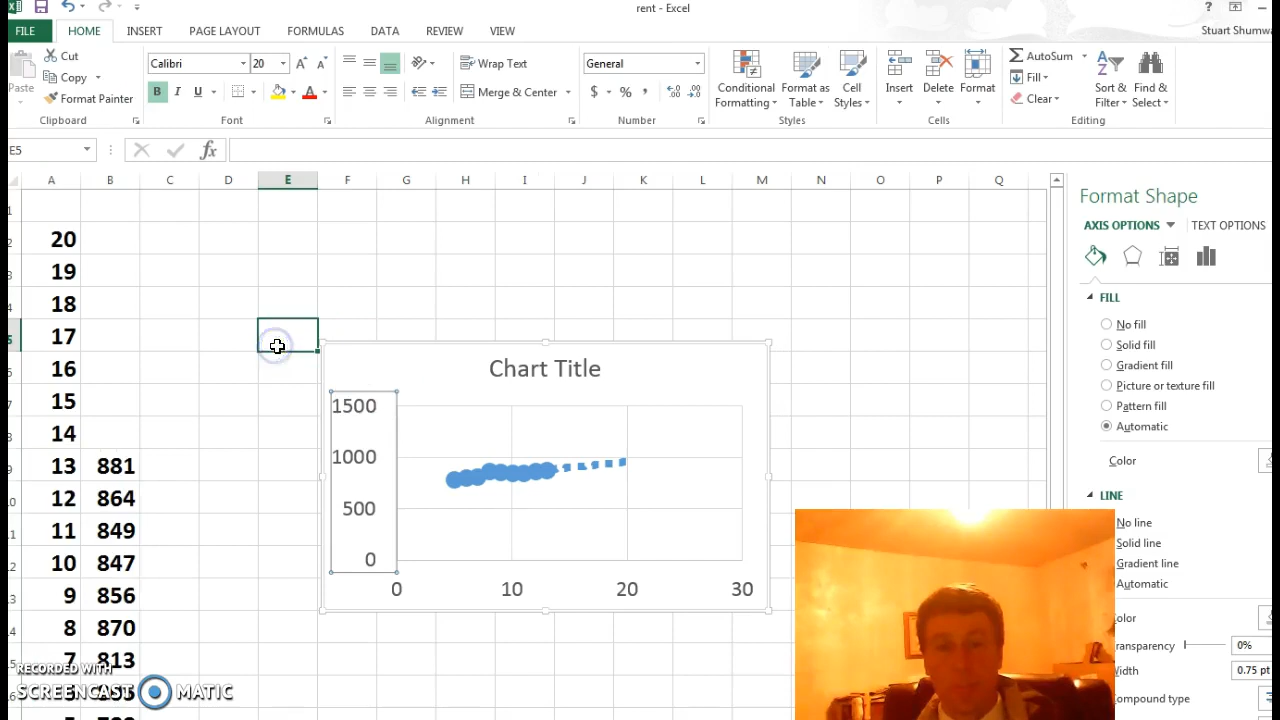 rent - Excel
FILE HOME INSERT PAGE LAYOUT FORMULAS DATA REVIEW VIEW
Stuart Shumwa
Paste
Cut
Copy
Format Painter
Clipboard
Calibri 20
B I U
Font
Wrap Text
Merge & Center
Alignment
General
$ % ,
Number
Conditional Formatting
Format as Table
Cell Styles
Styles
Insert Delete Format
Cells
AutoSum
Fill
Clear
Sort & Filter
Find & Select
Editing
E5
fx
A B C D E F G H I J K L M N O P Q
20
19
18
17
16
15
14
13 881
12 864
11 849
10 847
9 856
8 870
7 813
Chart Title
1500
1000
500
0
0 10 20 30
Format Shape
AXIS OPTIONS TEXT OPTIONS
FILL
No fill
Solid fill
Gradient fill
Picture or texture fill
Pattern fill
Automatic
Color
LINE
No line
Solid line
Gradient line
Automatic
olor
ransparency 0%
idth 0.75 pt
ompound type
RECORDED WITH
SCREENCAST MATIC